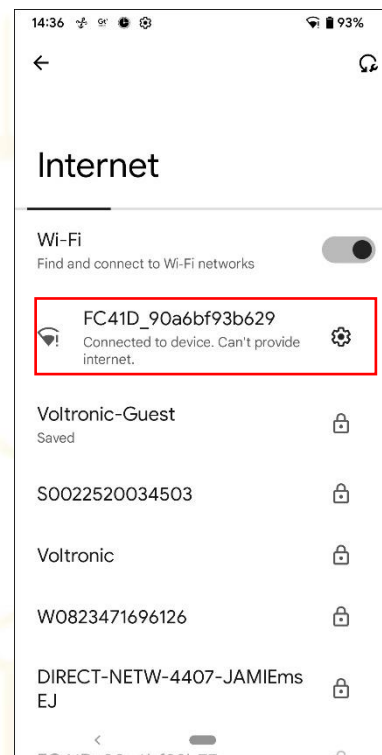 14:36 93%
Internet
Wi-Fi
Find and connect to Wi-Fi networks
FC41D_90a6bf93b629
Connected to device. Can't provide
internet.
Voltronic-Guest
Saved
S0022520034503
Voltronic
W0823471696126
DIRECT-NETW-4407-JAMIEms
EJ